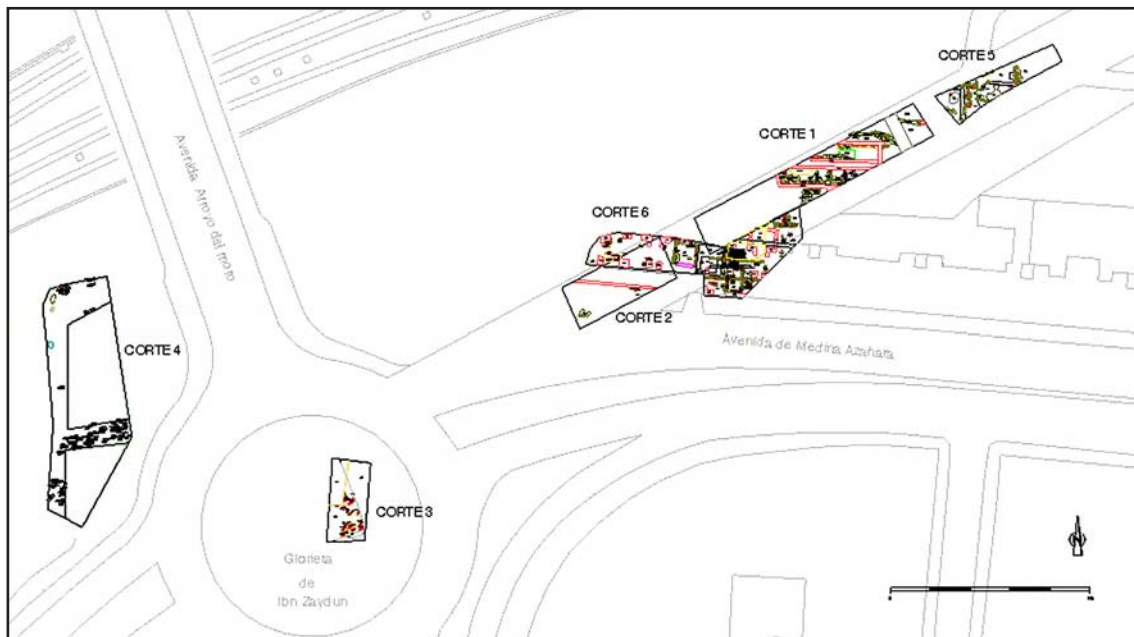 CORTE 5
CORTE 1
Avenida Arroyo del moro
CORTE 6
CORTE 2
CORTE 4
Avenida de Medina Azahara
CORTE 3
Glorieta
de
Ibn Zaydun
N